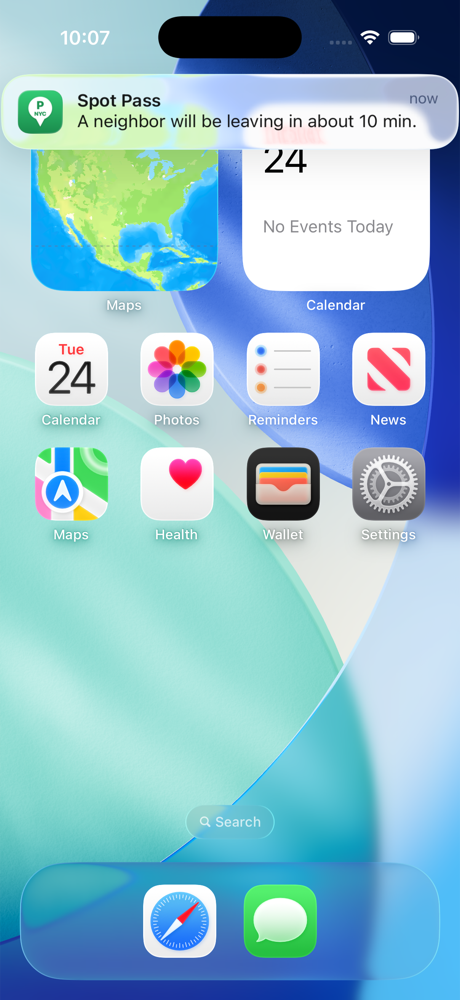 10:07
P
NYC
Spot Pass
now
A neighbor will be leaving in about 10 min.
24
No Events Today
Maps
Calendar
Tue
24
Calendar
Photos
Reminders
News
Maps
Health
Wallet
Settings
Search